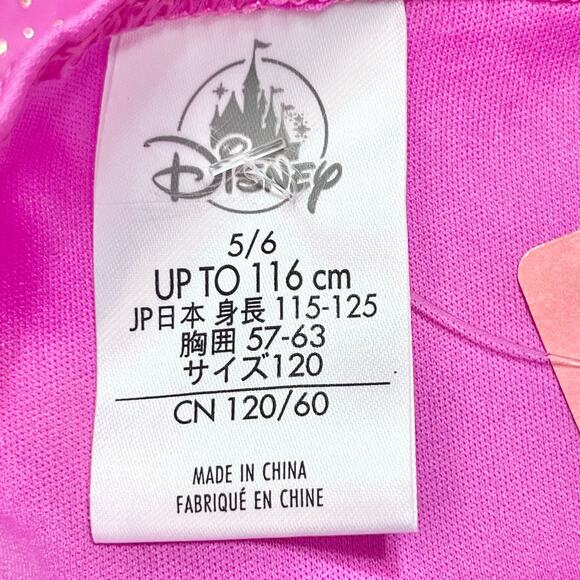 Disney
5/6
UP TO 116 cm
JP日本 身長 115-125
胸囲 57-63
サイズ120
CN 120/60
MADE IN CHINA
FABRIQUÉ EN CHINE